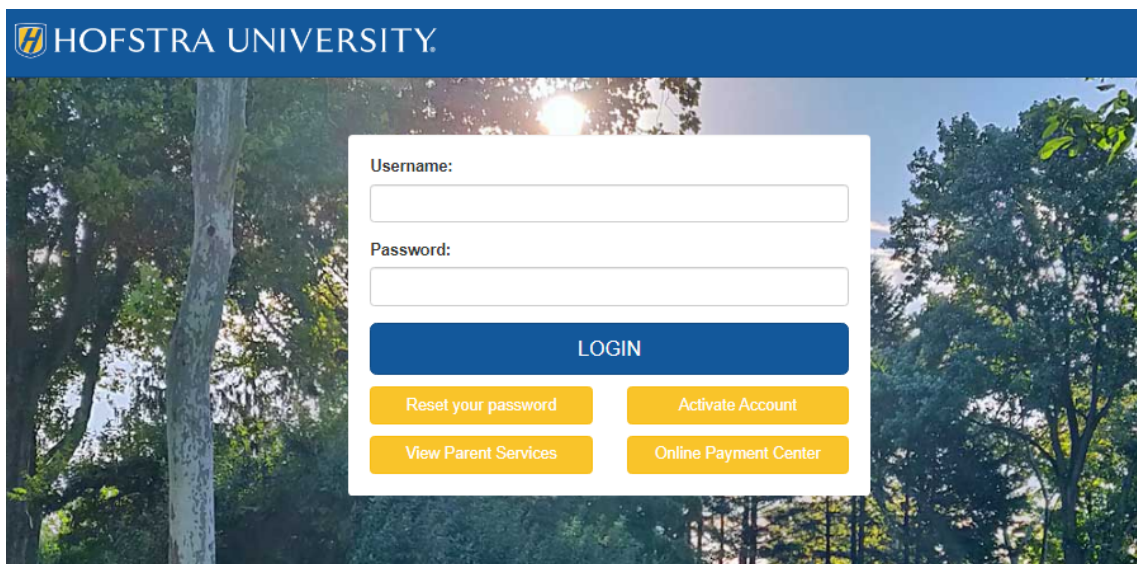 HOFSTRA UNIVERSITY®
Username:
Password:
LOGIN
Reset your password
Activate Account
View Parent Services
Online Payment Center